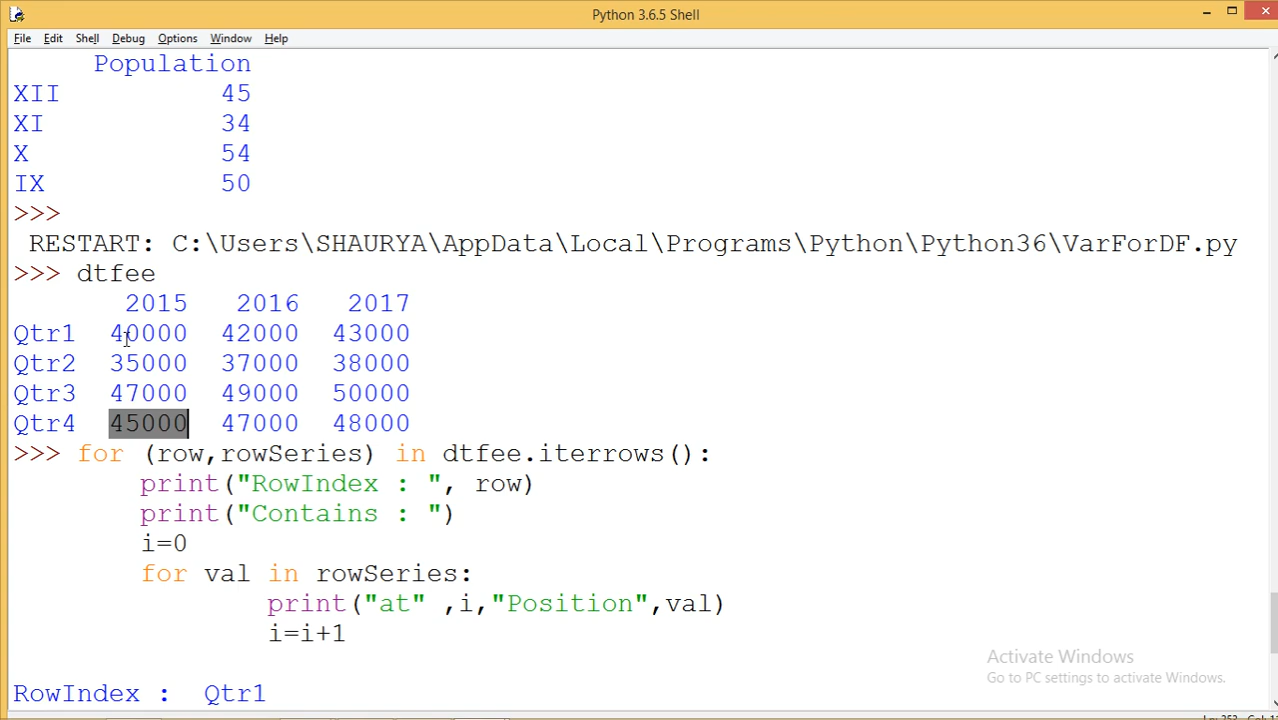 Python 3.6.5 Shell
File Edit Shell Debug Options Window Help
Population
XII 45
XI 34
X 54
IX 50
>>>
RESTART: C:\Users\SHAURYA\AppData\Local\Programs\Python\Python36\VarForDF.py
>>> dtfee
2015 2016 2017
Qtr1 40000 42000 43000
Qtr2 35000 37000 38000
Qtr3 47000 49000 50000
Qtr4 45000 47000 48000
>>> for (row,rowSeries) in dtfee.iterrows():
print("RowIndex : ", row)
print("Contains : ")
i=0
for val in rowSeries:
print("at" ,i,"Position",val)
i=i+1
Activate Windows
Go to PC settings to activate Windows.
RowIndex : Qtr1